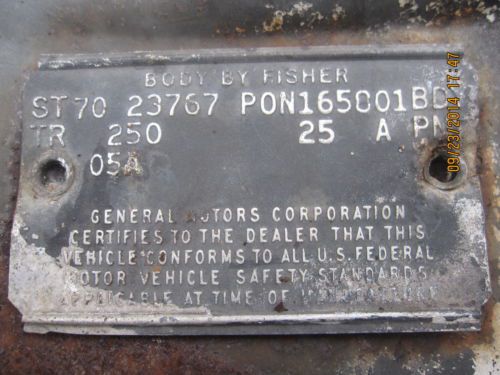 BODY BY FISHER
ST70 23767 PON165001BD
TR 250 25 A
05A
GENERAL MOTORS CORPORATION
CERTIFIES TO THE DEALER THAT THIS
VEHICLE CONFORMS TO ALL U.S. FEDERAL
MOTOR VEHICLE SAFETY STANDARDS
APPLICABLE AT TIME OF MANUFACTURE
09/23/2014 17:47